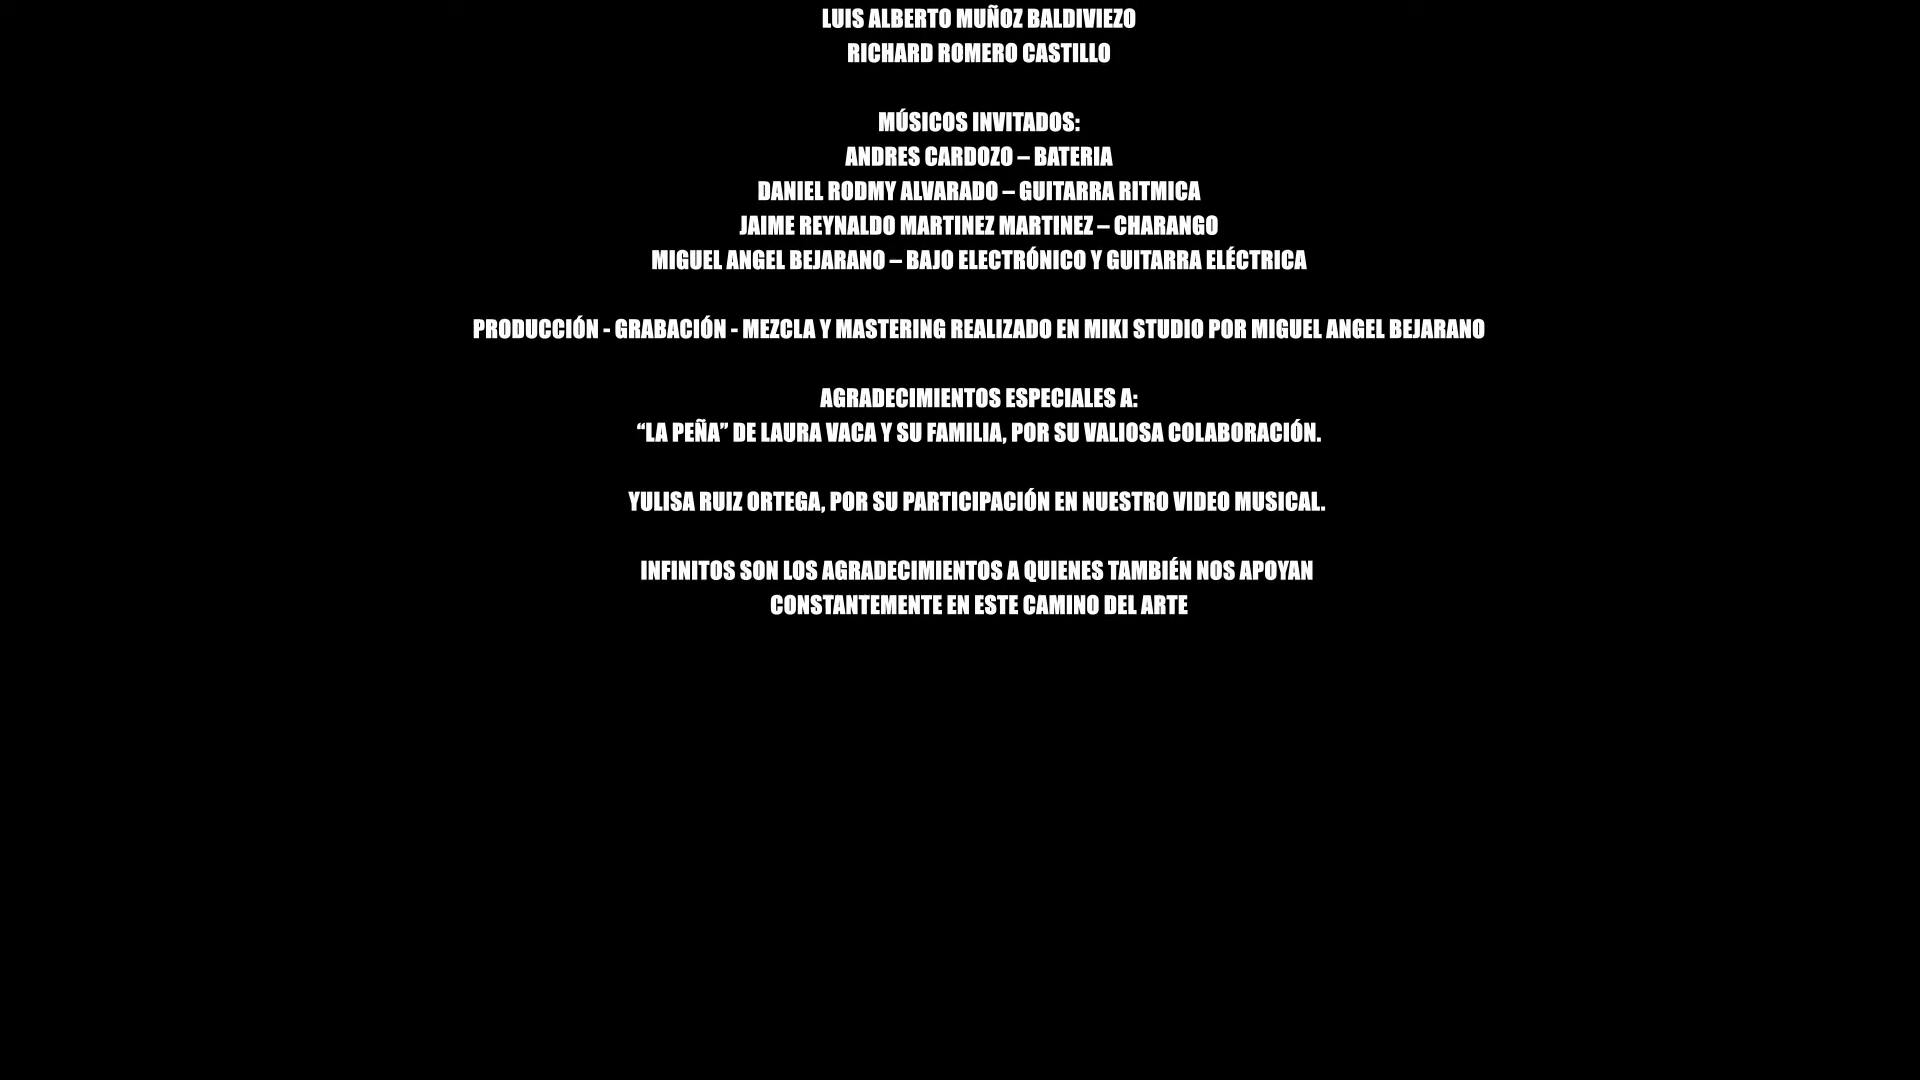 LUIS ALBERTO MUÑOZ BALDIVIEZO
RICHARD ROMERO CASTILLO
MÚSICOS INVITADOS:
ANDRES CARDOZO – BATERIA
DANIEL RODMY ALVARADO – GUITARRA RITMICA
JAIME REYNALDO MARTINEZ MARTINEZ – CHARANGO
MIGUEL ANGEL BEJARANO – BAJO ELECTRÓNICO Y GUITARRA ELÉCTRICA
PRODUCCIÓN - GRABACIÓN - MEZCLA Y MASTERING REALIZADO EN MIKI STUDIO POR MIGUEL ANGEL BEJARANO
AGRADECIMIENTOS ESPECIALES A:
“LA PEÑA” DE LAURA VACA Y SU FAMILIA, POR SU VALIOSA COLABORACIÓN.
YULISA RUIZ ORTEGA, POR SU PARTICIPACIÓN EN NUESTRO VIDEO MUSICAL.
INFINITOS SON LOS AGRADECIMIENTOS A QUIENES TAMBIÉN NOS APOYAN
CONSTANTEMENTE EN ESTE CAMINO DEL ARTE